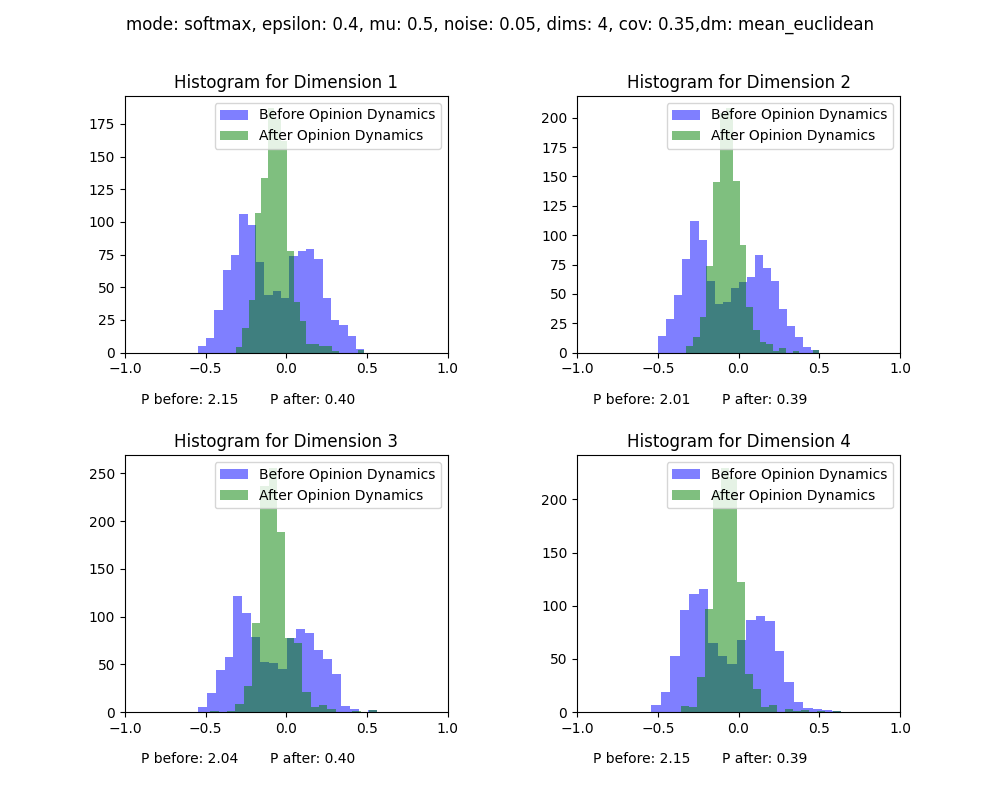 mode: softmax, epsilon: 0.4, mu: 0.5, noise: 0.05, dims: 4, cov: 0.35,dm: mean_euclidean
Histogram for Dimension 1
Before Opinion Dynamics
After Opinion Dynamics
175
150
125
100
75
50
25
0
−1.0 −0.5 0.0 0.5 1.0
P before: 2.15 P after: 0.40
Histogram for Dimension 2
Before Opinion Dynamics
After Opinion Dynamics
200
175
150
125
100
75
50
25
0
−1.0 −0.5 0.0 0.5 1.0
P before: 2.01 P after: 0.39
Histogram for Dimension 3
Before Opinion Dynamics
After Opinion Dynamics
250
200
150
100
50
0
−1.0 −0.5 0.0 0.5 1.0
P before: 2.04 P after: 0.40
Histogram for Dimension 4
Before Opinion Dynamics
After Opinion Dynamics
200
150
100
50
0
−1.0 −0.5 0.0 0.5 1.0
P before: 2.15 P after: 0.39